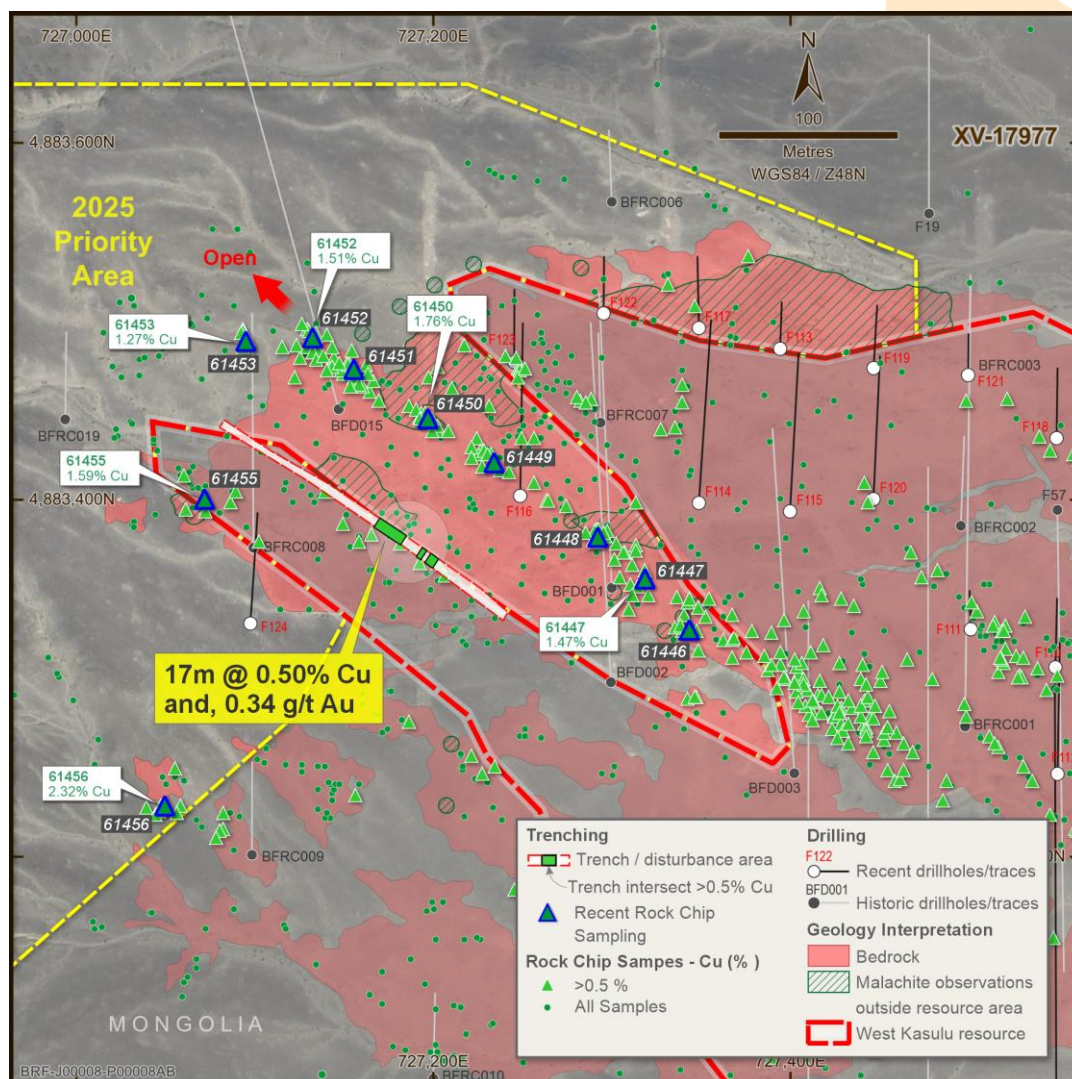 727,000E
727,200E
N
100
Metres
WGS84 / Z48N
XV-17977
4,883,600N
BFRC006
F19
2025
Priority
Area
Open
61452
1.51% Cu
61452
61453
1.27% Cu
61453
61451
61450
1.76% Cu
61450
F123
F122
F117
F113
F119
F121
BFRC003
F118
BFRC019
BFD015
BFRC007
61455
1.59% Cu
61455
61449
4,883,400N
F116
F114
F115
F120
F57
BFRC002
BFRC008
61448
61447
BFD001
61447
1.47% Cu
61446
F124
F111
BFD002
BFRC001
17m @ 0.50% Cu
and, 0.34 g/t Au
BFD003
61456
2.32% Cu
61456
BFRC009
Trenching
Trench / disturbance area
Trench intersect >0.5% Cu
Recent Rock Chip
Sampling
Rock Chip Sampes - Cu (% )
>0.5 %
All Samples
Drilling
F122
Recent drillholes/traces
BFD001
Historic drillholes/traces
Geology Interpretation
Bedrock
Malachite observations
outside resource area
West Kasulu resource
MONGOLIA
727,200E
727,400E
BFRC010
BRF-J00008-P00008AB